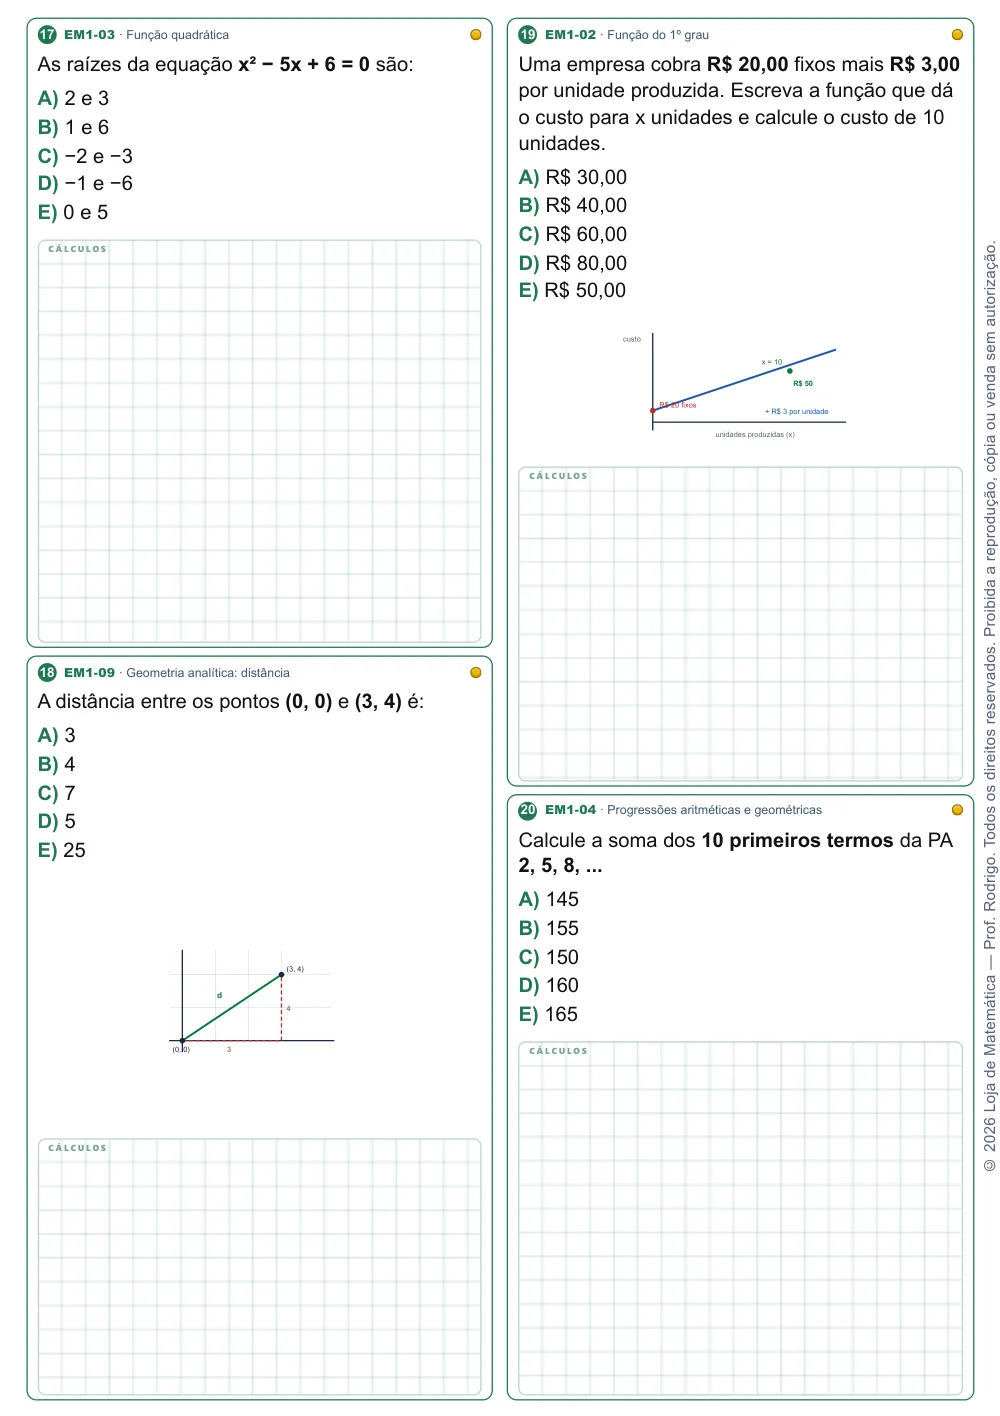 17 EM1-03 · Função quadrática
As raízes da equação x² − 5x + 6 = 0 são:
A) 2 e 3
B) 1 e 6
C) −2 e −3
D) −1 e −6
E) 0 e 5
CÁLCULOS
18 EM1-09 · Geometria analítica: distância
A distância entre os pontos (0, 0) e (3, 4) é:
A) 3
B) 4
C) 7
D) 5
E) 25
(3, 4)
d
4
(0, 0)
3
CÁLCULOS
19 EM1-02 · Função do 1º grau
Uma empresa cobra R$ 20,00 fixos mais R$ 3,00
por unidade produzida. Escreva a função que dá
o custo para x unidades e calcule o custo de 10
unidades.
A) R$ 30,00
B) R$ 40,00
C) R$ 60,00
D) R$ 80,00
E) R$ 50,00
custo
x = 10
R$ 50
R$ 20 fixos
+ R$ 3 por unidade
unidades produzidas (x)
CÁLCULOS
20 EM1-04 · Progressões aritméticas e geométricas
Calcule a soma dos 10 primeiros termos da PA
2, 5, 8, ...
A) 145
B) 155
C) 150
D) 160
E) 165
CÁLCULOS
© 2026 Loja de Matemática — Prof. Rodrigo. Todos os direitos reservados. Proibida a reprodução, cópia ou venda sem autorização.